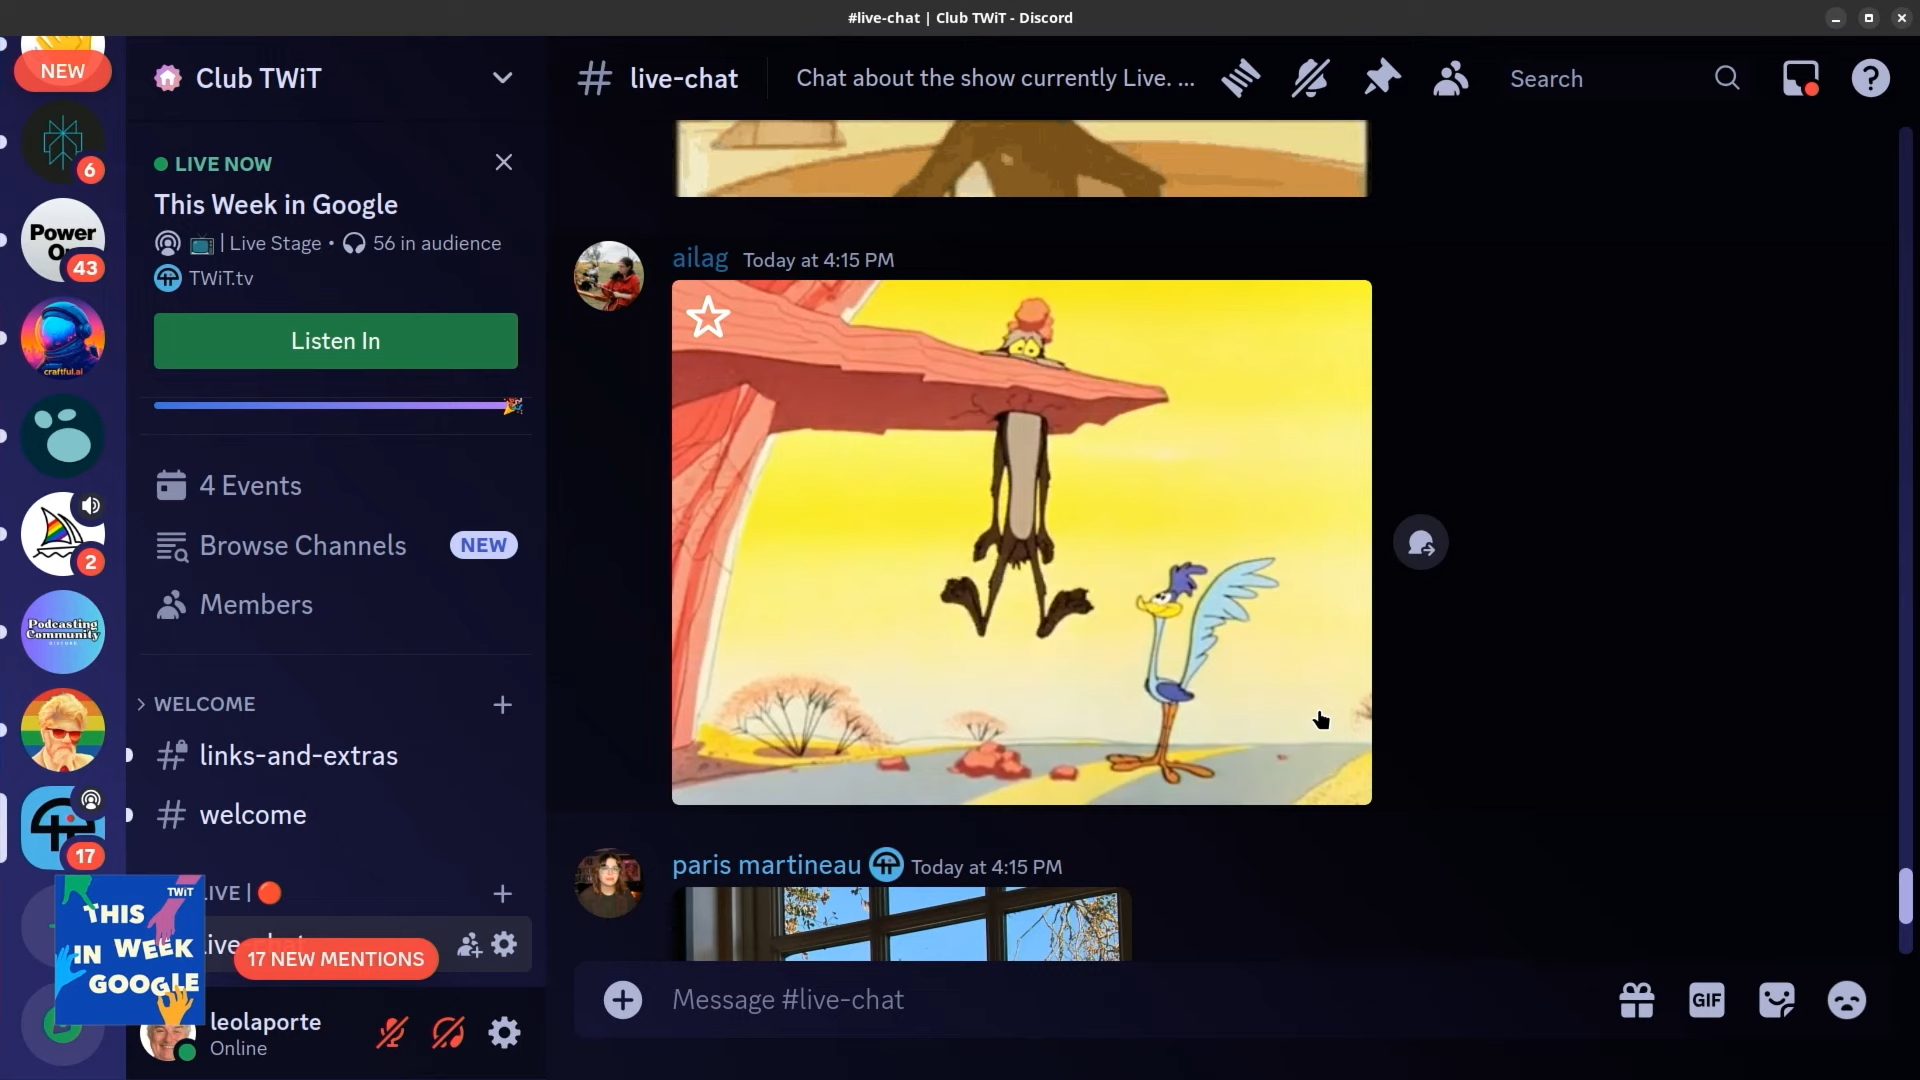 #live-chat | Club TWiT - Discord
NEW
6
Power
43
craftful.ai
2
Podcasting
Community
DISCORD
17
Club TWiT
LIVE NOW
This Week in Google
| Live Stage • 56 in audience
TWiT.tv
Listen In
4 Events
Browse Channels NEW
Members
WELCOME
links-and-extras
welcome
LIVE |
live-chat
17 NEW MENTIONS
TWiT
THIS
IN WEEK
GOOGLE
leolaporte
Online
live-chat
Chat about the show currently Live. ...
Search
ailag Today at 4:15 PM
paris martineau Today at 4:15 PM
Message #live-chat
GIF